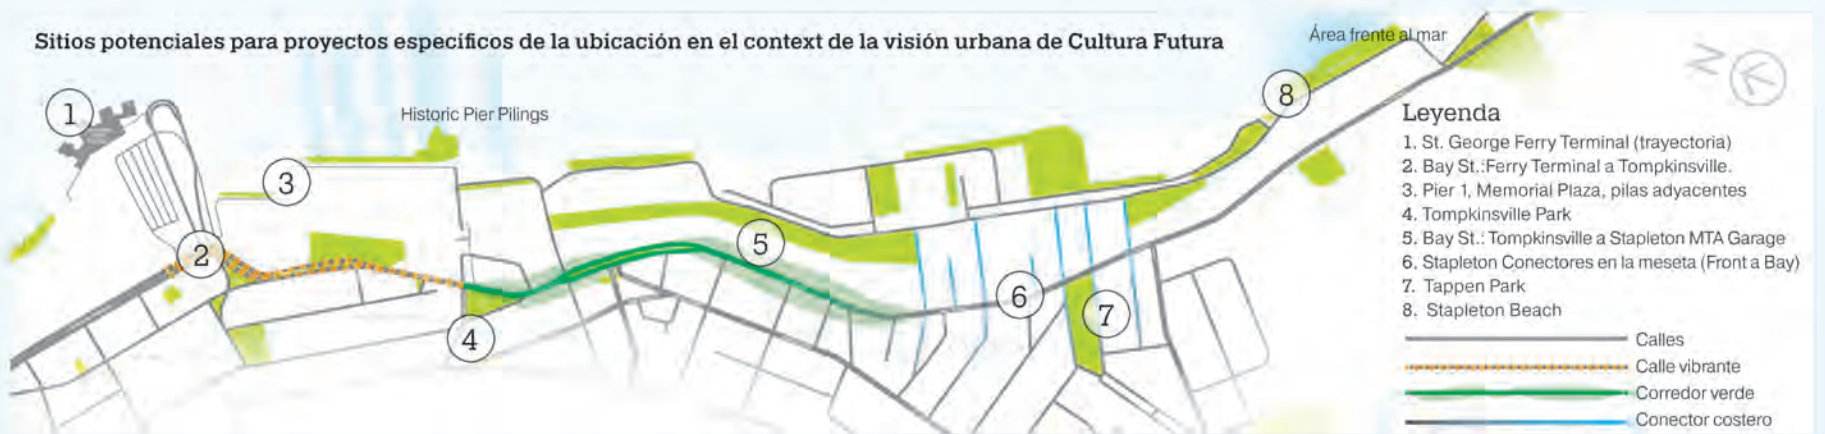 Sitios potenciales para proyectos específicos de la ubicación en el context de la visión urbana de Cultura Futura
Área frente al mar
N
1
Historic Pier Pilings
8
3
2
5
6
4
7
Leyenda
1. St. George Ferry Terminal (trayectoria)
2. Bay St.:Ferry Terminal a Tompkinsville.
3. Pier 1, Memorial Plaza, pilas adyacentes
4. Tompkinsville Park
5. Bay St.: Tompkinsville a Stapleton MTA Garage
6. Stapleton Conectores en la meseta (Front a Bay)
7. Tappen Park
8. Stapleton Beach
Calles
Calle vibrante
Corredor verde
Conector costero